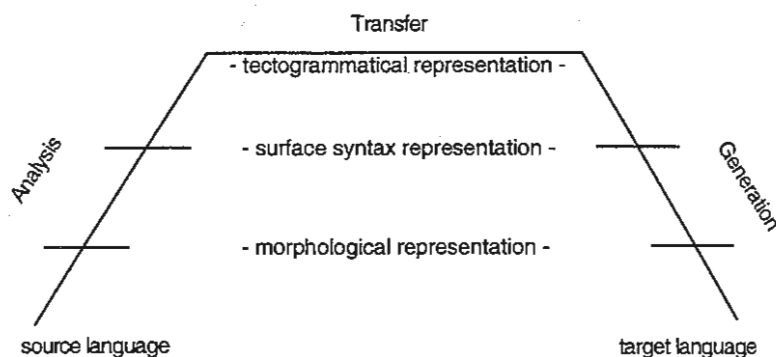 Transfer
- tectogrammatical representation -
Analysis
- surface syntax representation -
Generation
- morphological representation -
source language
target language